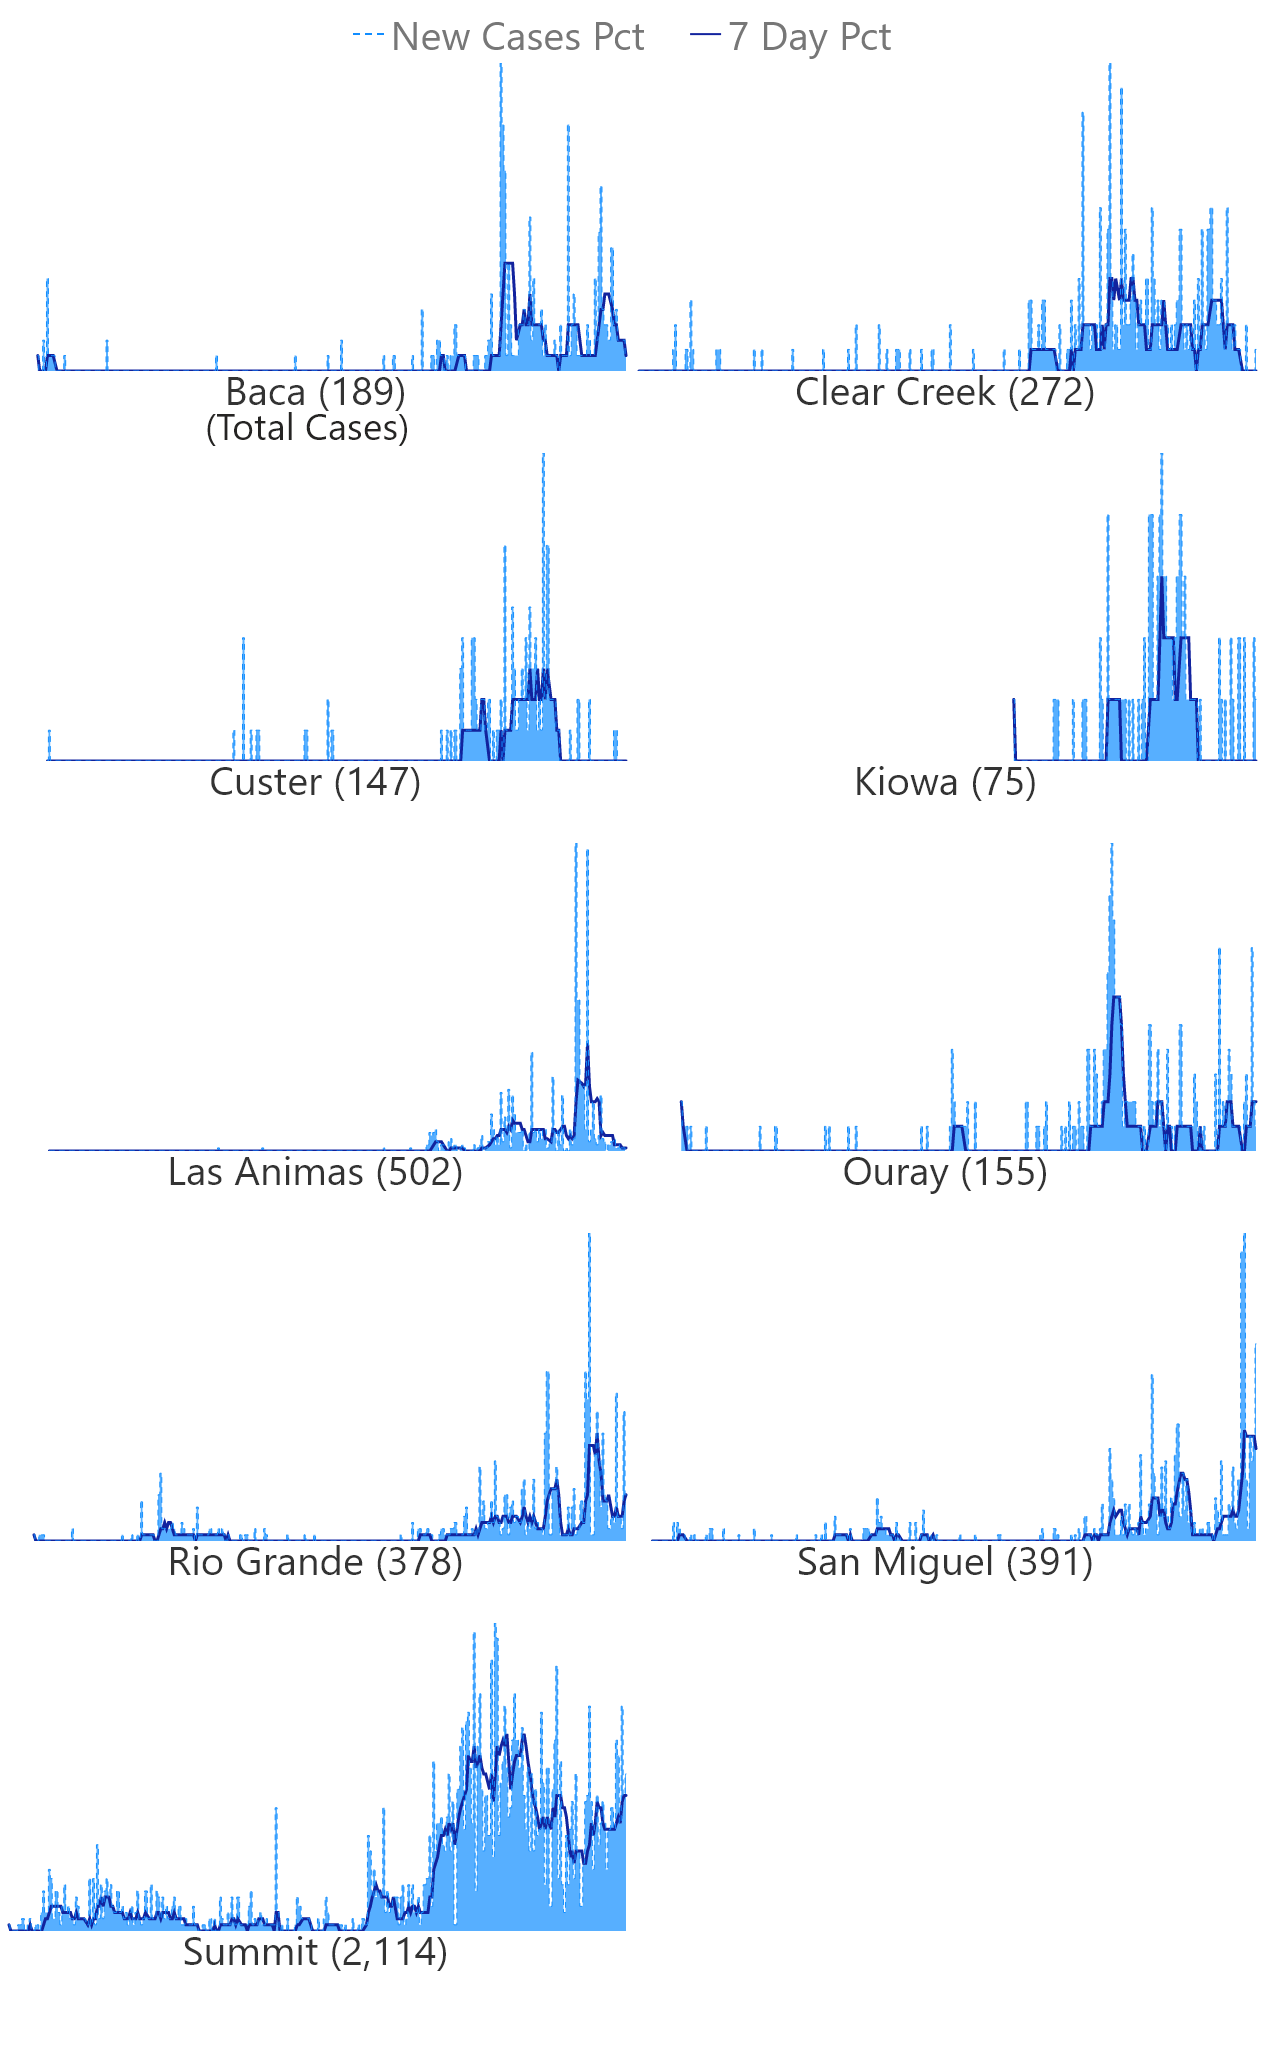 New Cases Pct 7 Day Pct
Baca (189) Clear Creek (272)
(Total Cases)
Custer (147) Kiowa (75)
Las Animas (502) Ouray (155)
Rio Grande (378) San Miguel (391)
Summit (2,114)